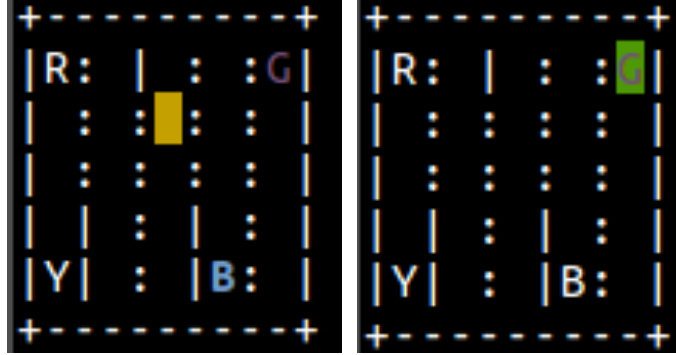 +---------+
|R: | : :G|
| : : : : |
| : : : : |
| | : | : |
|Y| : |B: |
+---------+
+---------+
|R: | : :G|
| : : : : |
| : : : : |
| | : | : |
|Y| : |B: |
+---------+